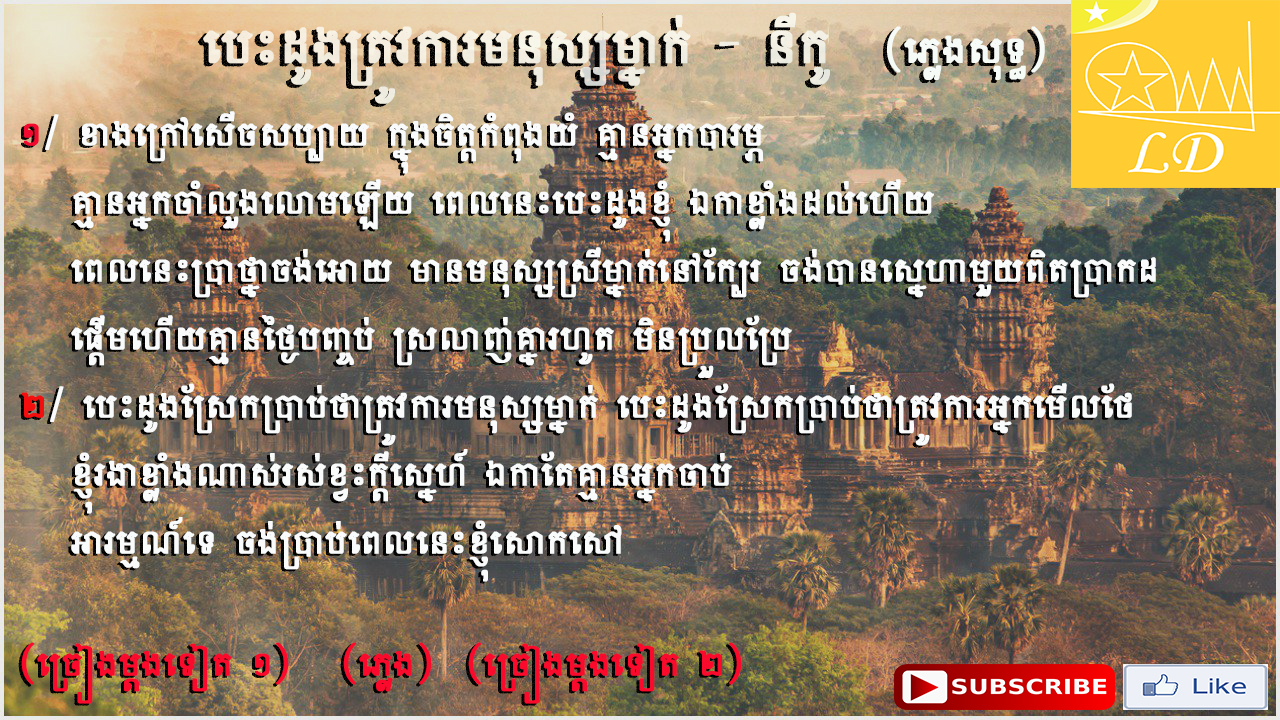 បេះដូងត្រូវការមនុស្សម្នាក់ - នីកូ (ភ្លេងសុទ្ធ)
LD
១/ ខាងក្រៅសើចសប្បាយ ក្នុងចិត្តកំពុងយំ គ្មានអ្នកបារម្ភ
គ្មានអ្នកចាំលួងលោមឡើយ ពេលនេះបេះដូងខ្ញុំ ឯកាខ្លាំងដល់ហើយ
ពេលនេះប្រាថ្នាចង់អោយ មានមនុស្សស្រីម្នាក់នៅក្បែរ ចង់បានស្នេហាមួយពិតប្រាកដ
ផ្ដើមហើយគ្មានថ្ងៃបញ្ចប់ ស្រលាញ់គ្នារហូត មិនប្រួលប្រែ
២/ បេះដូងស្រែកប្រាប់ថាត្រូវការមនុស្សម្នាក់ បេះដូងស្រែកប្រាប់ថាត្រូវការអ្នកមើលថែ
ខ្ញុំរងាខ្លាំងណាស់រស់ខ្វះក្ដីស្នេហ៍ ឯកាតែគ្មានអ្នកចាប់
អារម្មណ៍ទេ ចង់ប្រាប់ពេលនេះខ្ញុំសោកសៅ
(ច្រៀងម្ដងទៀត ១) (ភ្លេង) (ច្រៀងម្ដងទៀត ២)
SUBSCRIBE
Like